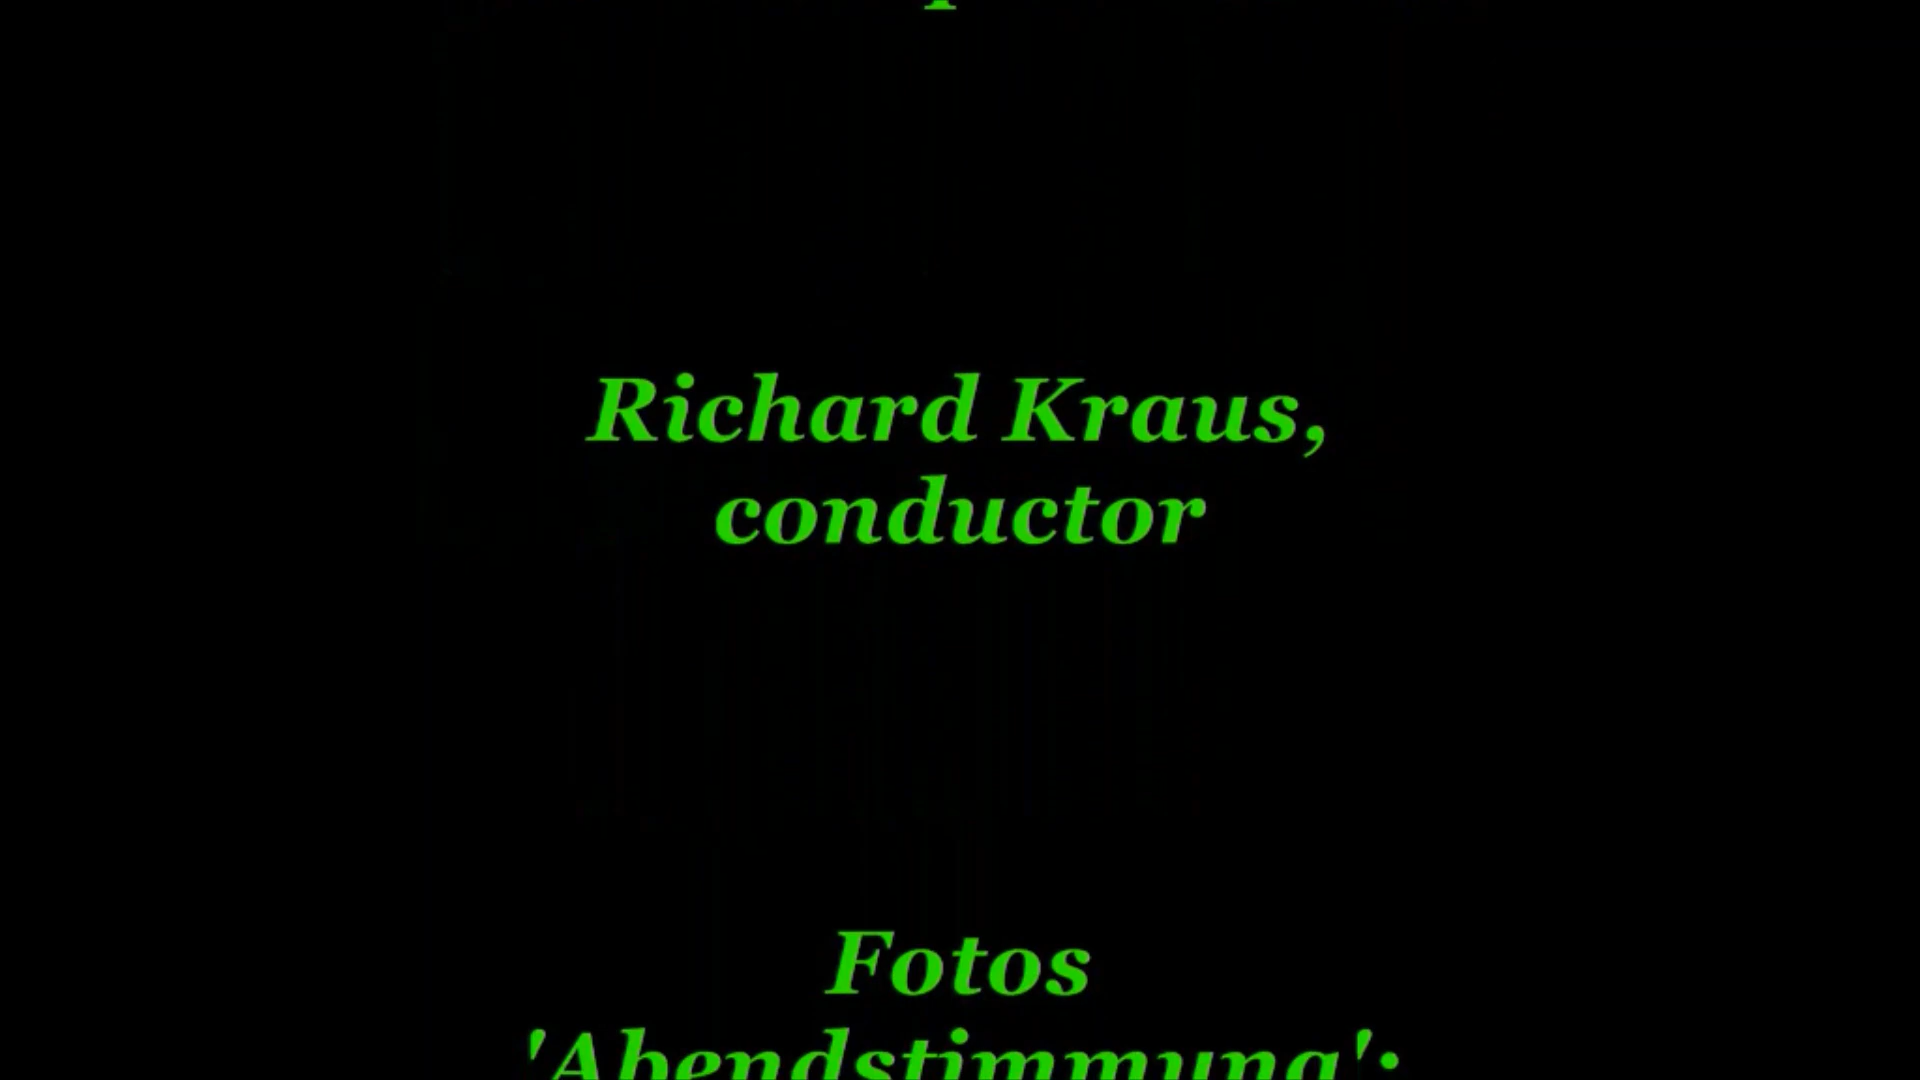 Richard Kraus,
conductor
Fotos
'Abendstimmung':